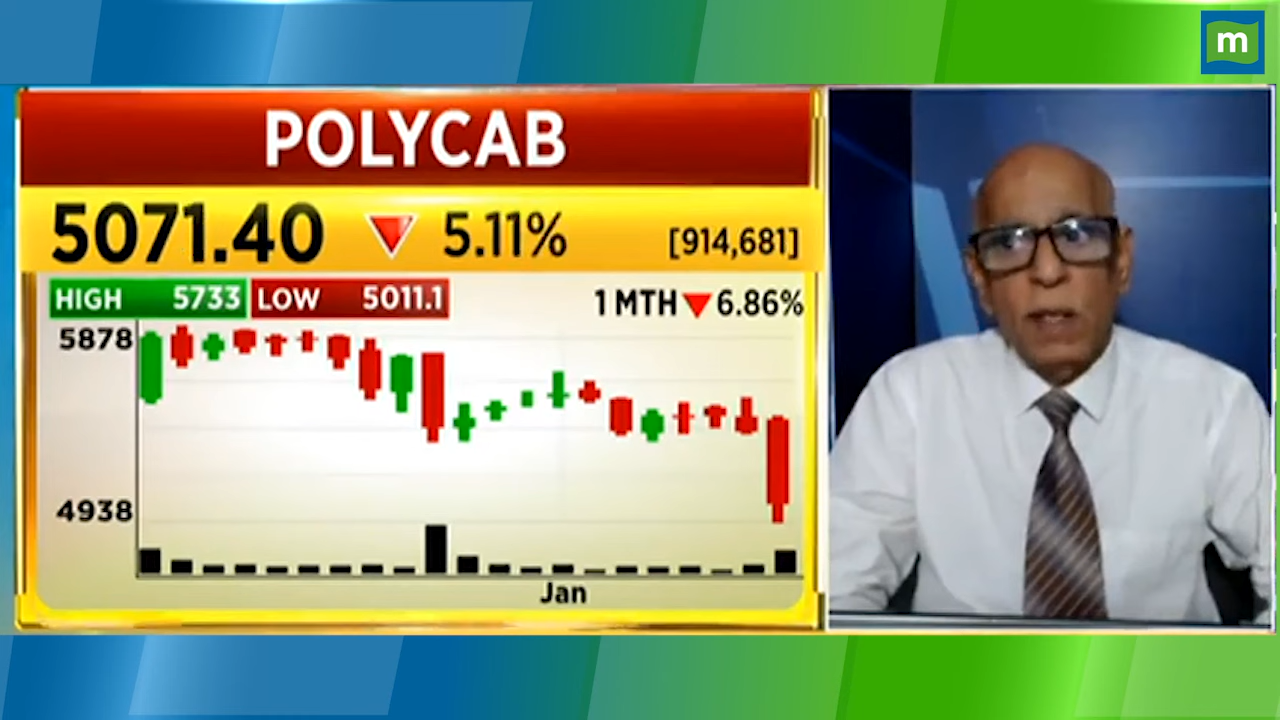 m
POLYCAB
5071.40 ▼ 5.11% [914,681]
HIGH 5733 LOW 5011.1 1 MTH ▼ 6.86%
5878
4938
Jan